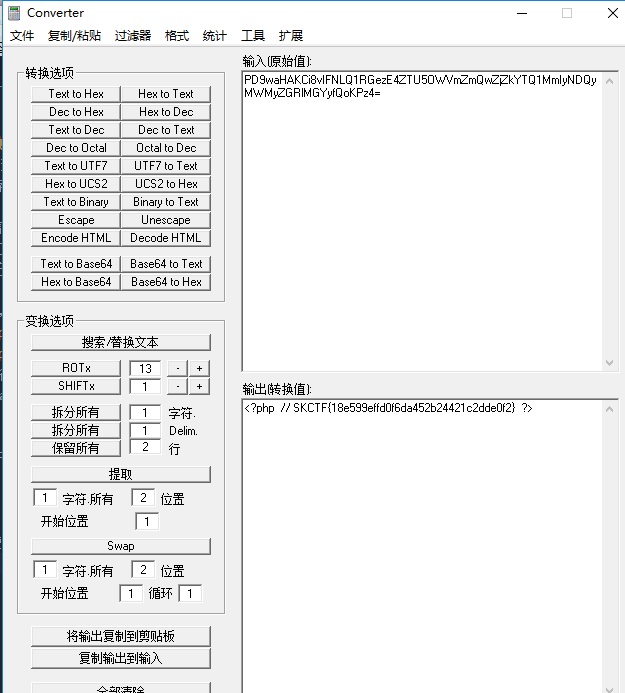 Converter
文件 复制/粘贴 过滤器 格式 统计 工具 扩展
转换选项
Text to Hex Hex to Text
Dec to Hex Hex to Dec
Text to Dec Dec to Text
Dec to Octal Octal to Dec
Text to UTF7 UTF7 to Text
Hex to UCS2 UCS2 to Hex
Text to Binary Binary to Text
Escape Unescape
Encode HTML Decode HTML
Text to Base64 Base64 to Text
Hex to Base64 Base64 to Hex
变换选项
搜索/替换文本
ROTx 13 - +
SHIFTx 1 - +
拆分所有 1 字符.
拆分所有 1 Delim.
保留所有 2 行
提取
1 字符.所有 2 位置
开始位置 1
Swap
1 字符.所有 2 位置
开始位置 1 循环 1
将输出复制到剪贴板
复制输出到输入
全部清除
输入(原始值):
PD9waHAKCi8vIFNLQ1RGezE4ZTU5OWVmZmQwZjZkYTQ1MmIyNDQy
MWMyZGRlMGYyfQoKPz4=
输出(转换值):
<?php // SKCTF{18e599effd0f6da452b24421c2dde0f2} ?>